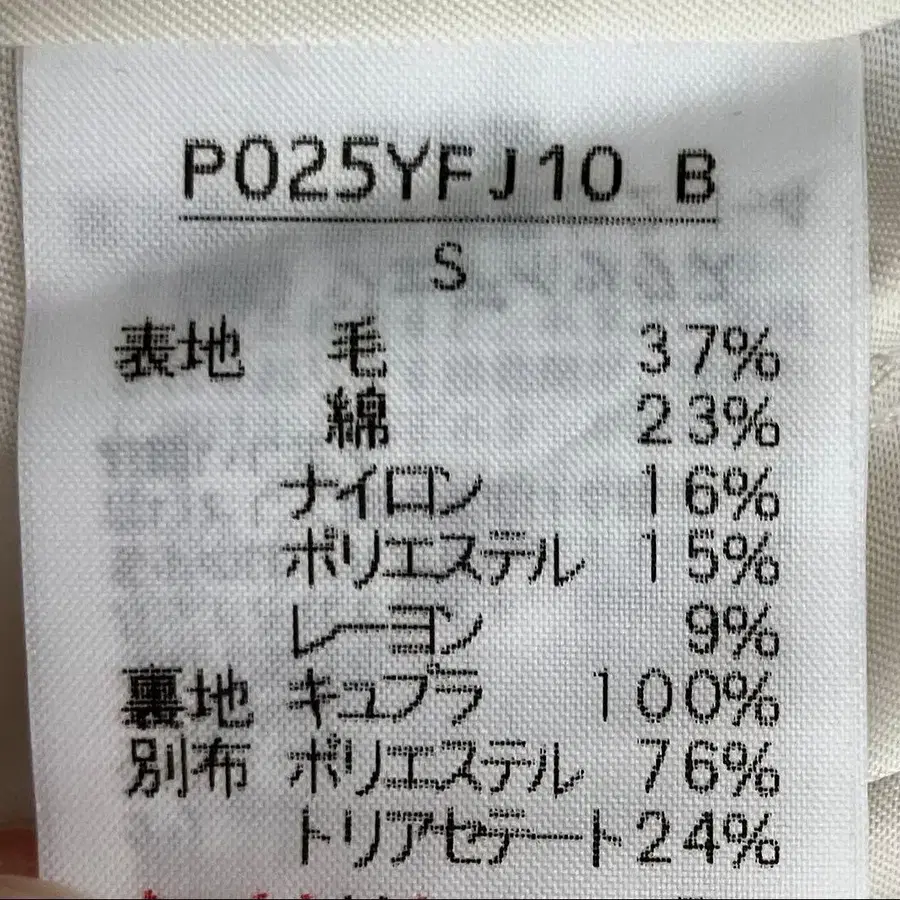 P025YFJ10 B
S
表地 毛 37%
綿 23%
ナイロン 16%
ポリエステル 15%
レーヨン 9%
裏地 キュプラ 100%
別布 ポリエステル 76%
トリアセテート 24%